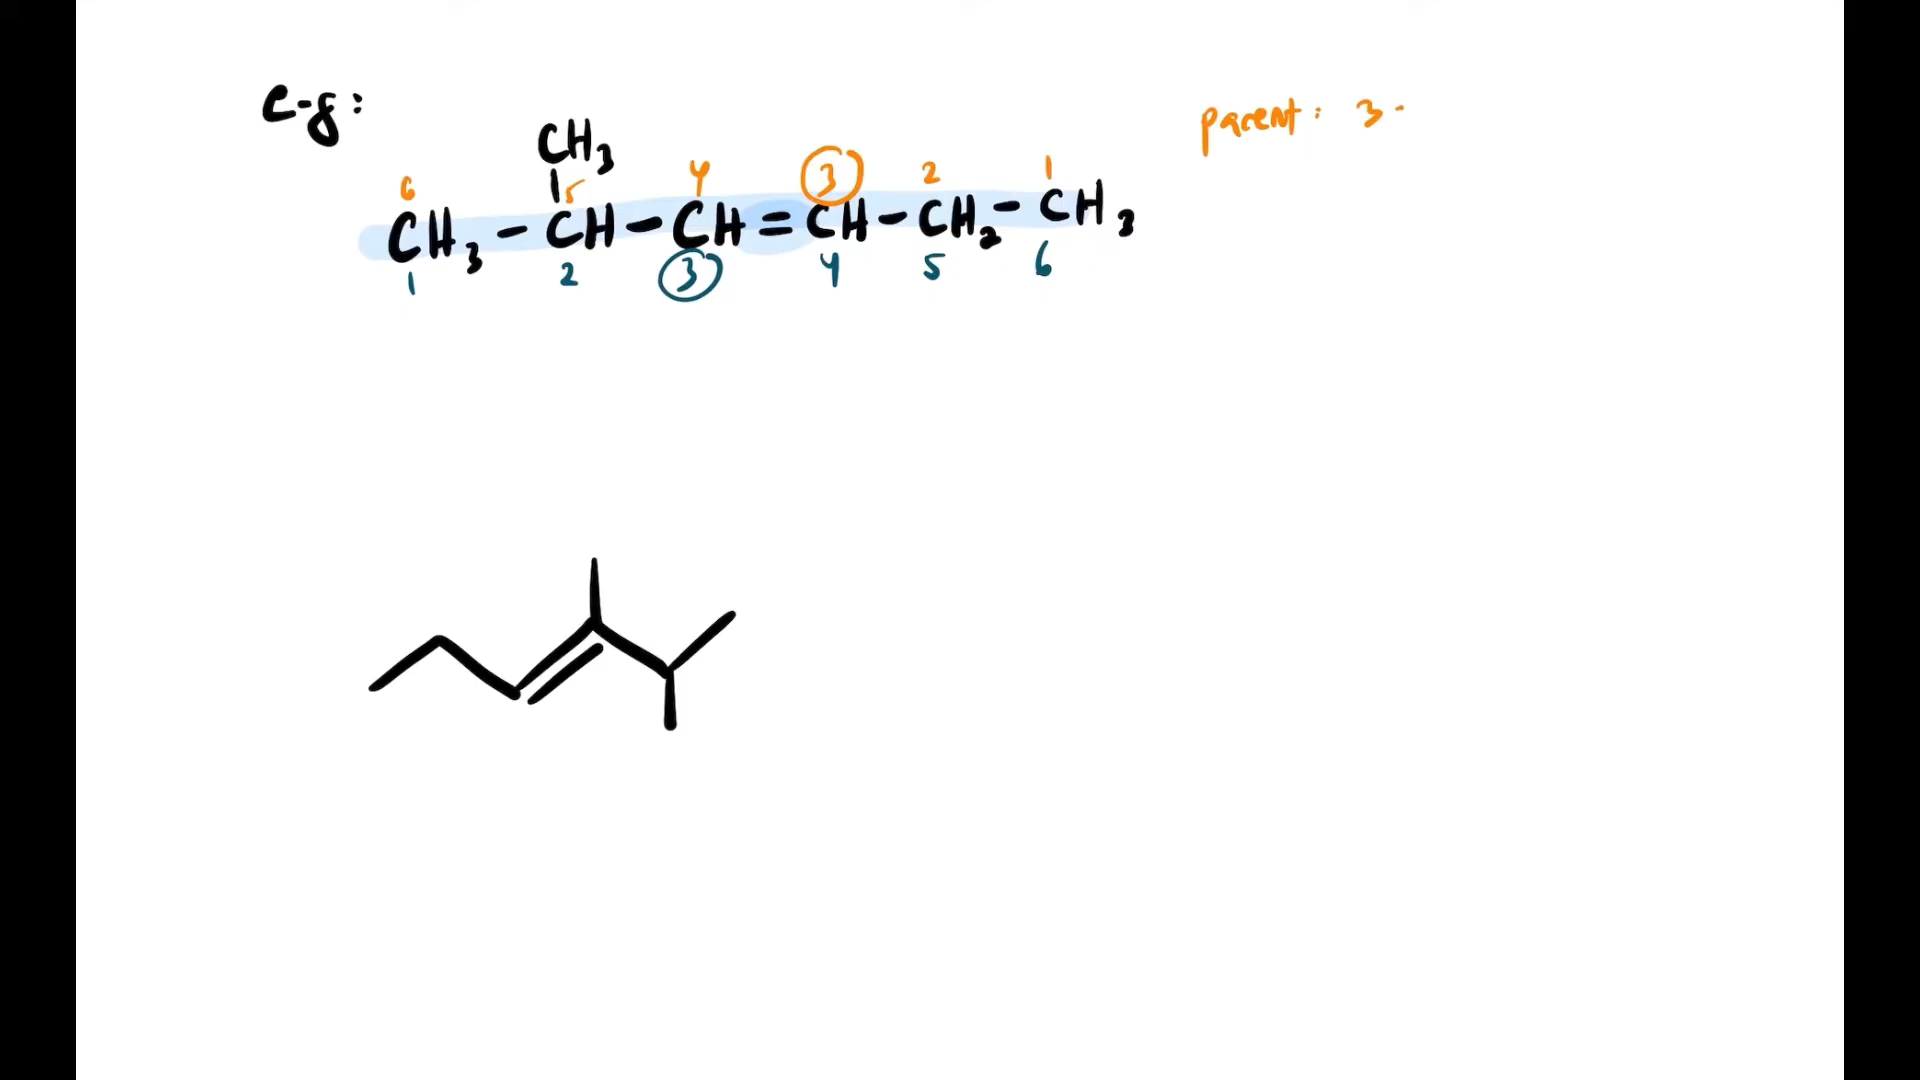 e-g:
parent: 3-
CH₃
6 5 4 3 2 1
CH₃-CH-CH=CH-CH₂-CH₃
1 2 3 4 5 6